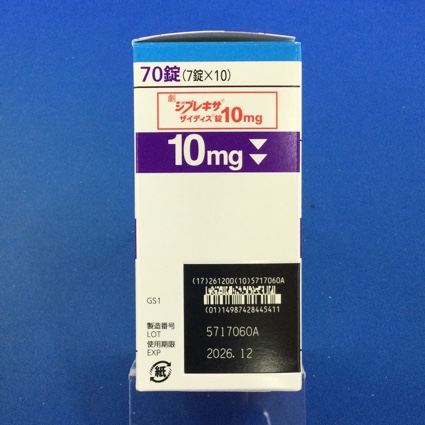 70錠(7錠×10)
劇 ジプレキサ®
ザイディス®錠10mg
10mg
(17)261200(10)5717060A
(01)14987428445411
GS1
製造番号
LOT 5717060A
使用期限
EXP 2026.12
紙